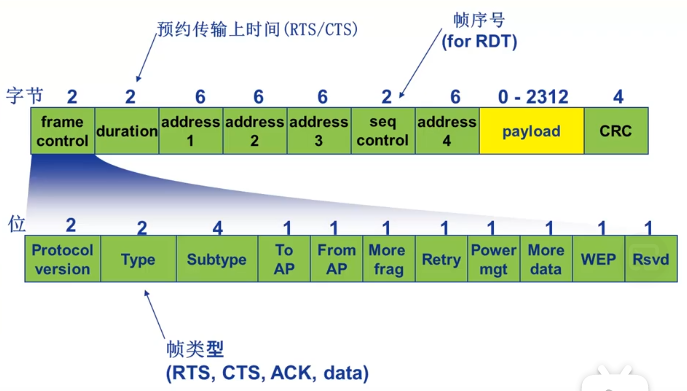 预约传输上时间(RTS/CTS)
帧序号
(for RDT)
字节 2 2 6 6 6 2 6 0 - 2312 4
frame control duration address 1 address 2 address 3 seq control address 4 payload CRC
位 2 2 4 1 1 1 1 1 1 1 1
Protocol version Type Subtype To AP From AP More frag Retry Power mgt More data WEP Rsvd
帧类型
(RTS, CTS, ACK, data)